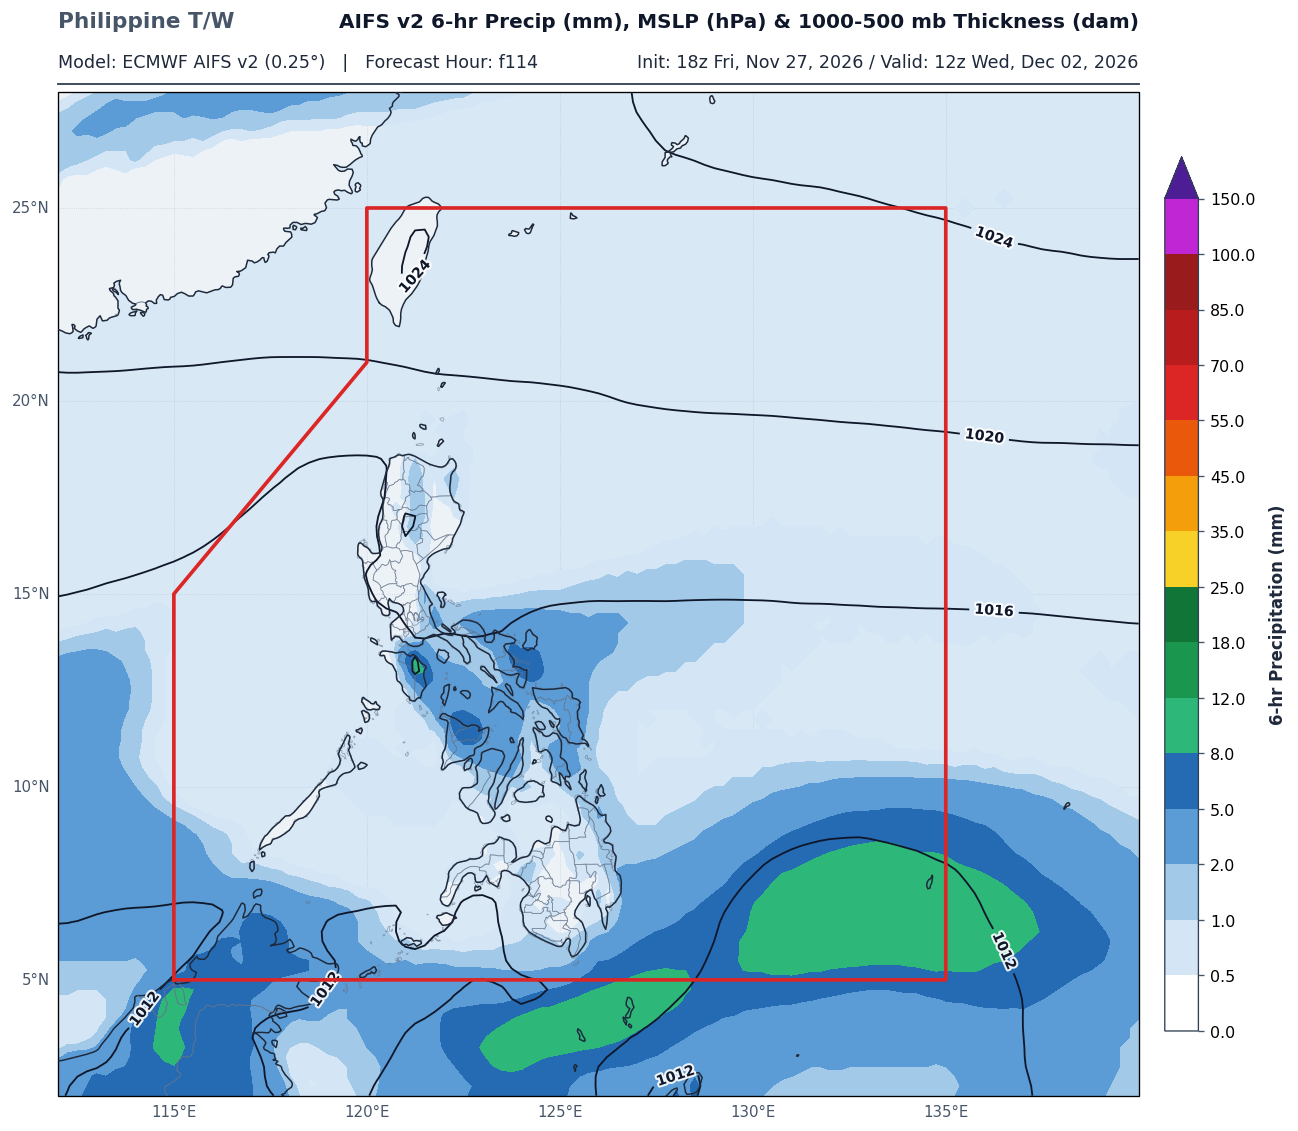 Philippine T/W
AIFS v2 6-hr Precip (mm), MSLP (hPa) & 1000-500 mb Thickness (dam)
Model: ECMWF AIFS v2 (0.25°) | Forecast Hour: f114
Init: 18z Fri, Nov 27, 2026 / Valid: 12z Wed, Dec 02, 2026
25°N
20°N
15°N
10°N
5°N
115°E
120°E
125°E
130°E
135°E
1024
1024
1020
1016
1012
1012
1012
1012
150.0
100.0
85.0
70.0
55.0
45.0
35.0
25.0
18.0
12.0
8.0
5.0
2.0
1.0
0.5
0.0
6-hr Precipitation (mm)